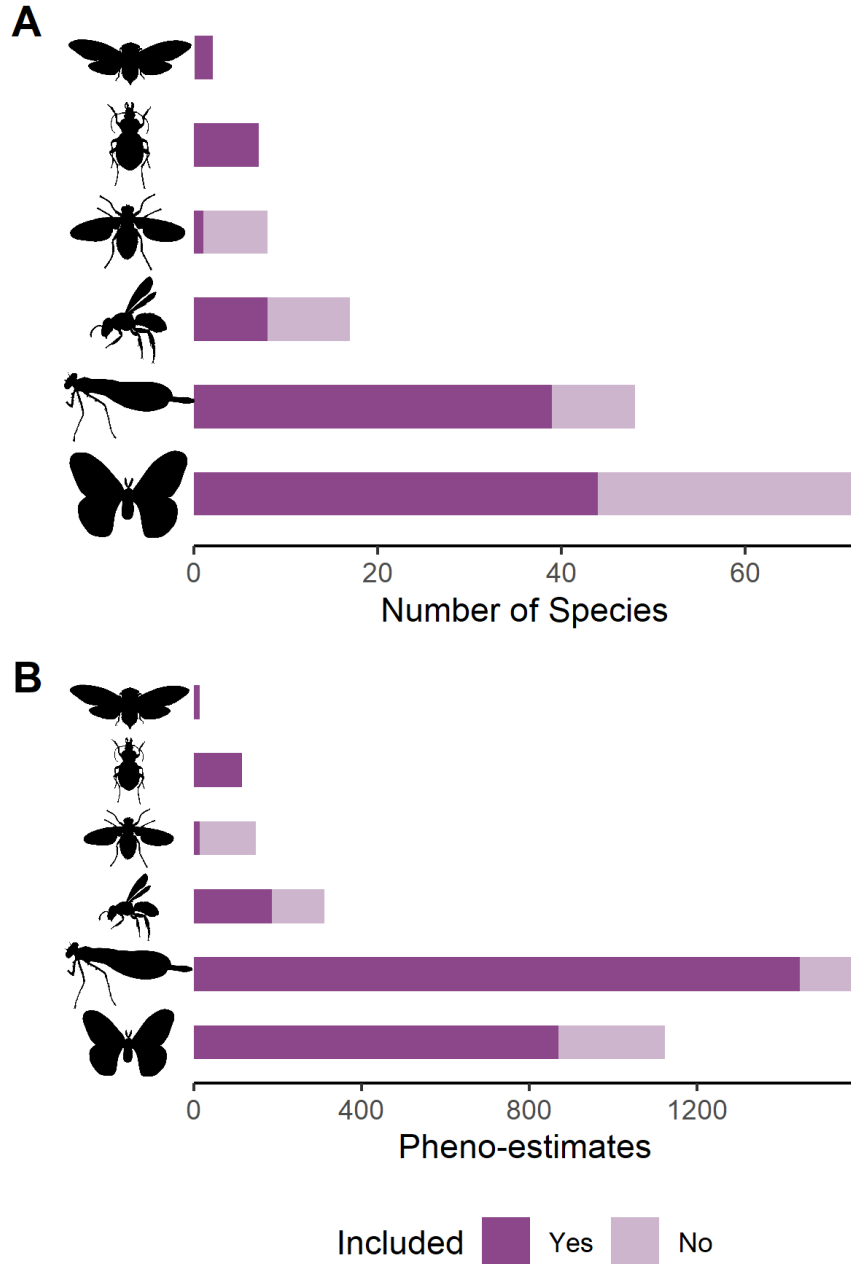 A
0 20 40 60
Number of Species
B
0 400 800 1200
Pheno-estimates
Included Yes No